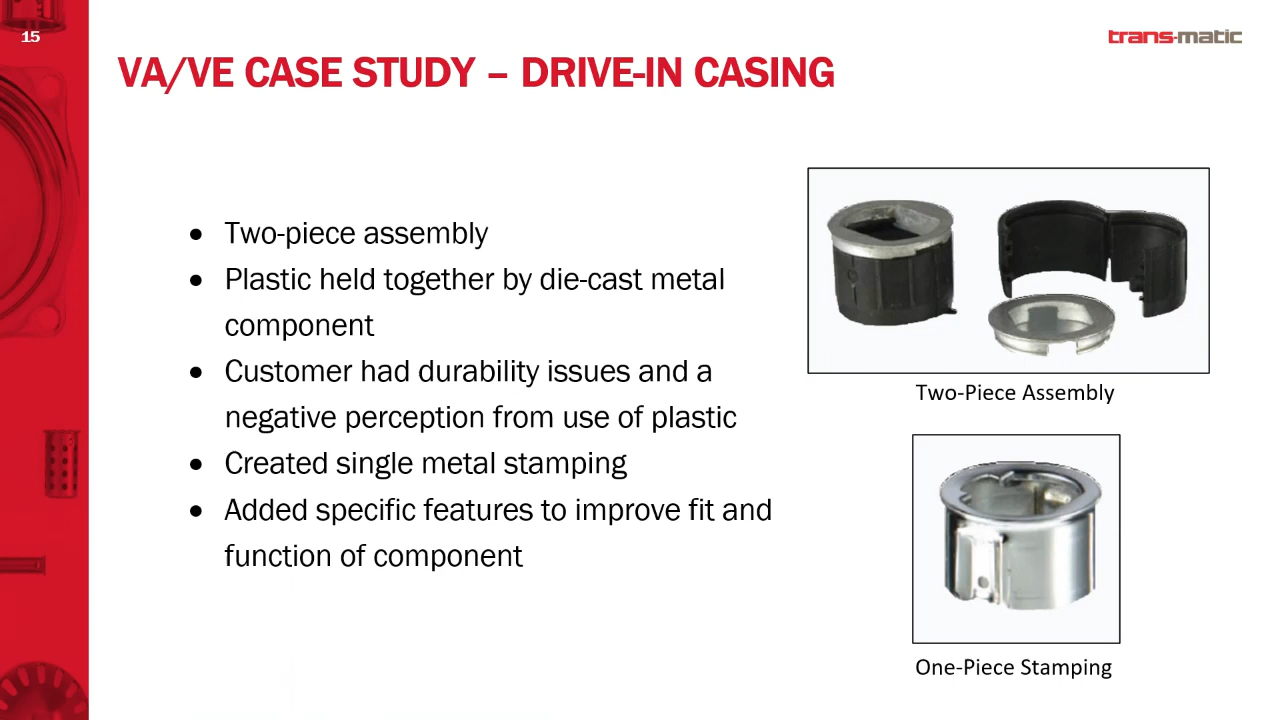 15
trans-matic
VA/VE CASE STUDY – DRIVE-IN CASING
• Two-piece assembly
• Plastic held together by die-cast metal
component
• Customer had durability issues and a
negative perception from use of plastic
• Created single metal stamping
• Added specific features to improve fit and
function of component
Two-Piece Assembly
One-Piece Stamping